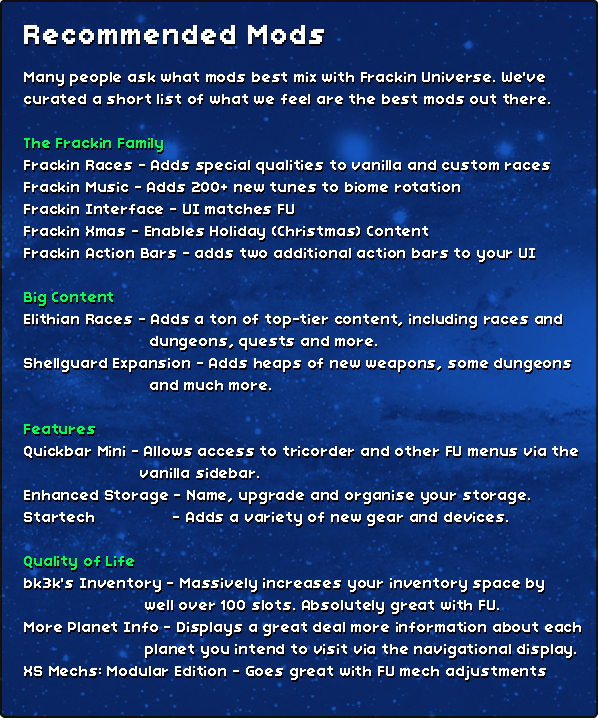 Recommended Mods
Many people ask what mods best mix with Frackin Universe. We've
curated a short list of what we feel are the best mods out there.
The Frackin Family
Frackin Races - Adds special qualities to vanilla and custom races
Frackin Music - Adds 200+ new tunes to biome rotation
Frackin Interface - UI matches FU
Frackin Xmas - Enables Holiday (Christmas) Content
Frackin Action Bars - adds two additional action bars to your UI
Big Content
Elithian Races - Adds a ton of top-tier content, including races and
dungeons, quests and more.
Shellguard Expansion - Adds heaps of new weapons, some dungeons
and much more.
Features
Quickbar Mini - Allows access to tricorder and other FU menus via the
vanilla sidebar.
Enhanced Storage - Name, upgrade and organise your storage.
Startech - Adds a variety of new gear and devices.
Quality of Life
bk3k's Inventory - Massively increases your inventory space by
well over 100 slots. Absolutely great with FU.
More Planet Info - Displays a great deal more information about each
planet you intend to visit via the navigational display.
XS Mechs: Modular Edition - Goes great with FU mech adjustments